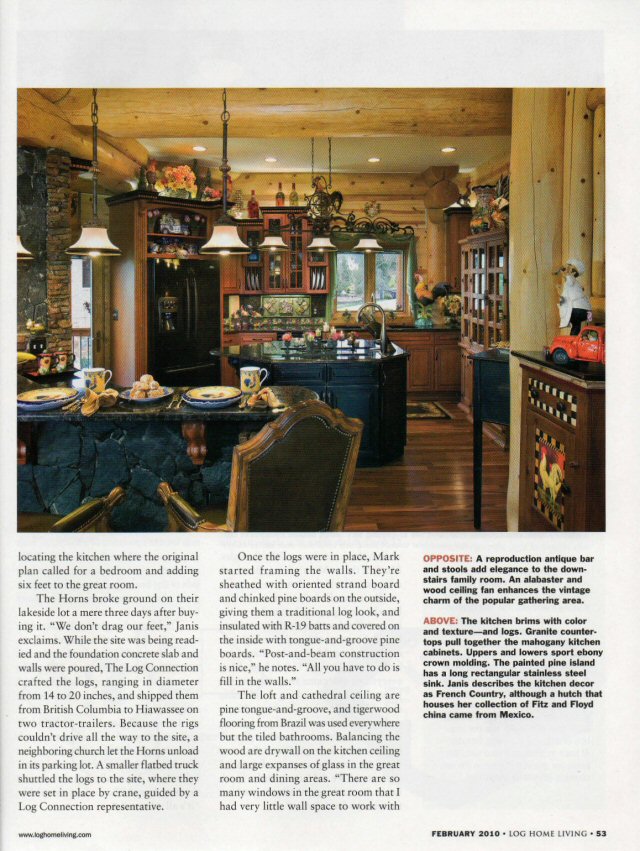 locating the kitchen where the original
plan called for a bedroom and adding
six feet to the great room.
The Horns broke ground on their
lakeside lot a mere three days after buy-
ing it. "We don't drag our feet," Janis
exclaims. While the site was being read-
ied and the foundation concrete slab and
walls were poured, The Log Connection
crafted the logs, ranging in diameter
from 14 to 20 inches, and shipped them
from British Columbia to Hiawassee on
two tractor-trailers. Because the rigs
couldn't drive all the way to the site, a
neighboring church let the Horns unload
in its parking lot. A smaller flatbed truck
shuttled the logs to the site, where they
were set in place by crane, guided by a
Log Connection representative.
Once the logs were in place, Mark
started framing the walls. They're
sheathed with oriented strand board
and chinked pine boards on the outside,
giving them a traditional log look, and
insulated with R-19 batts and covered on
the inside with tongue-and-groove pine
boards. "Post-and-beam construction
is nice," he notes. "All you have to do is
fill in the walls."
The loft and cathedral ceiling are
pine tongue-and-groove, and tigerwood
flooring from Brazil was used everywhere
but the tiled bathrooms. Balancing the
wood are drywall on the kitchen ceiling
and large expanses of glass in the great
room and dining areas. "There are so
many windows in the great room that I
had very little wall space to work with
OPPOSITE: A reproduction antique bar
and stools add elegance to the down-
stairs family room. An alabaster and
wood ceiling fan enhances the vintage
charm of the popular gathering area.
ABOVE: The kitchen brims with color
and texture—and logs. Granite counter-
tops pull together the mahogany kitchen
cabinets. Uppers and lowers sport ebony
crown molding. The painted pine island
has a long rectangular stainless steel
sink. Janis describes the kitchen decor
as French Country, although a hutch that
houses her collection of Fitz and Floyd
china came from Mexico.
www.loghomeliving.com
FEBRUARY 2010 • LOG HOME LIVING • 53